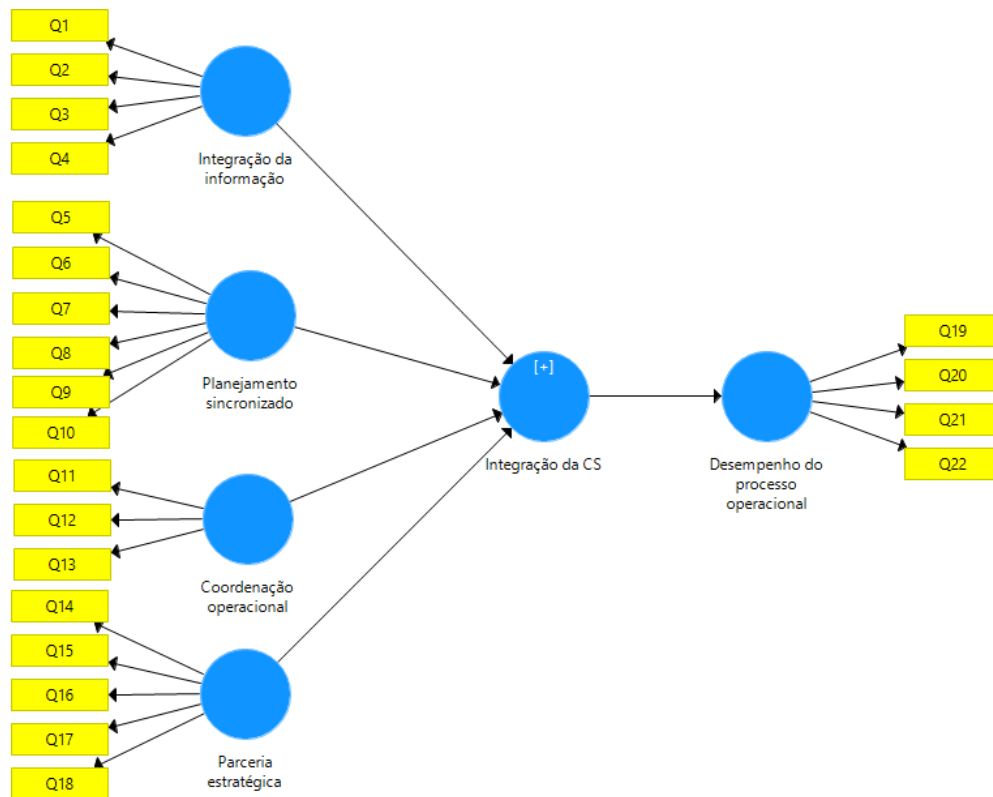 Q1
Q2
Q3
Q4
Integração da
informação
Q5
Q6
Q7
Q8
Q9
Q10
Planejamento
sincronizado
Q11
Q12
Q13
Coordenação
operacional
Q14
Q15
Q16
Q17
Q18
Parceria
estratégica
[+]
Integração da CS
Desempenho do
processo
operacional
Q19
Q20
Q21
Q22